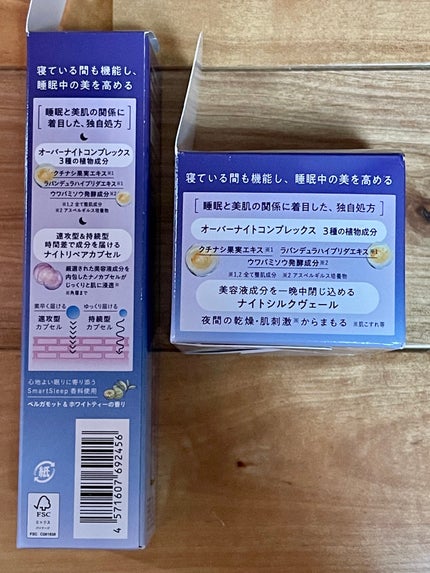 寝ている間も機能し、
睡眠中の美を高める
睡眠と美肌の関係に
着目した、独自処方
オーバーナイトコンプレックス
3種の植物成分
クチナシ果実エキス※1
ラバンデュラハイブリダエキス※1
ウワバミソウ発酵成分※2
※1,2 全て整肌成分
※2 アスペルギルス培養物
速攻型&持続型
時間差で成分を届ける
ナイトリペアカプセル
厳選された美容液成分を
内包したナノカプセルが
じっくりと肌に浸透※
※角層まで
素早く届ける ゆっくり届ける
速攻型
カプセル
持続型
カプセル
心地よい眠りに寄り添う
SmartSleep 香料使用
ベルガモット & ホワイトティーの香り
紙
FSC
ミックス
FSC C081828
4 571607 692456
寝ている間も機能し、睡眠中の美を高める
睡眠と美肌の関係に着目した、独自処方
オーバーナイトコンプレックス 3種の植物成分
クチナシ果実エキス※1 ラバンデュラハイブリダエキス※1
ウワバミソウ発酵成分※2
※1,2 全て整肌成分 ※2 アスペルギルス培養物
美容液成分を一晩中閉じ込める
ナイトシルクヴェール
夜間の乾燥・肌刺激※からまもる ※肌こすれ等